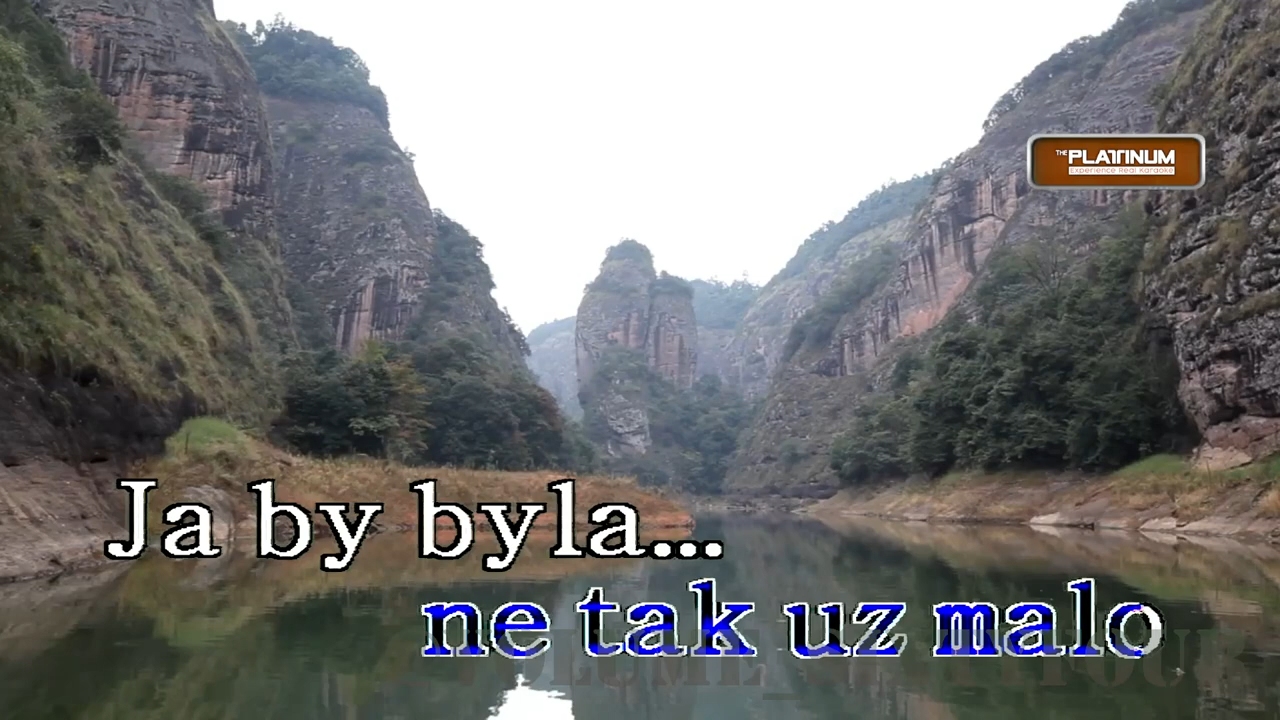 THE PLATINUM
Experience Real Karaoke
Ja by byla...
ne tak uz malo